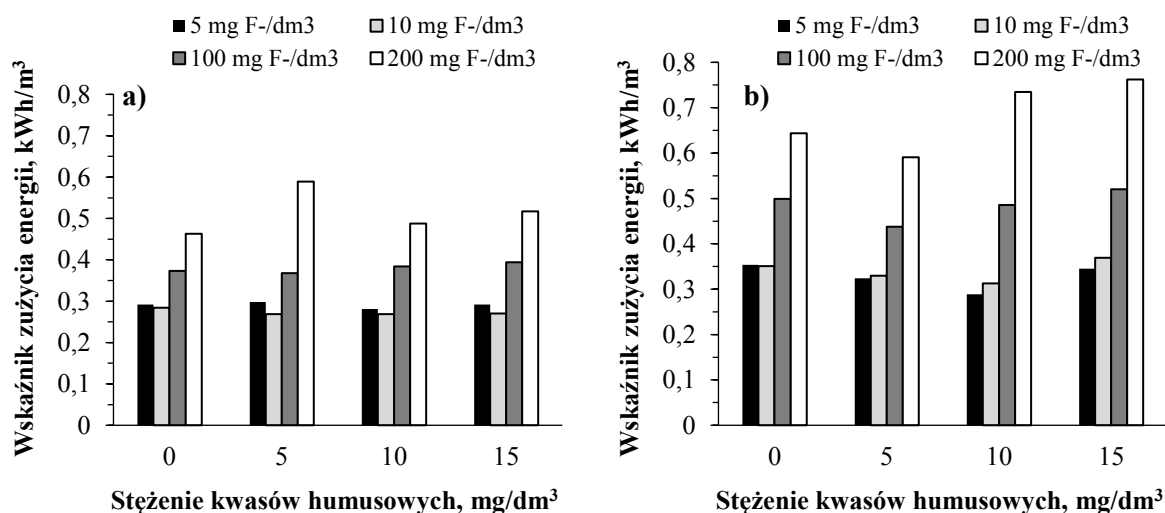 5 mg F-/dm3
10 mg F-/dm3
100 mg F-/dm3
200 mg F-/dm3
a)
Wskaźnik zużycia energii, kWh/m³
0,8
0,7
0,6
0,5
0,4
0,3
0,2
0,1
0
0 5 10 15
Stężenie kwasów humusowych, mg/dm³
5 mg F-/dm3
10 mg F-/dm3
100 mg F-/dm3
200 mg F-/dm3
b)
Wskaźnik zużycia energii, kWh/m³
0,8
0,7
0,6
0,5
0,4
0,3
0,2
0,1
0
0 5 10 15
Stężenie kwasów humusowych, mg/dm³